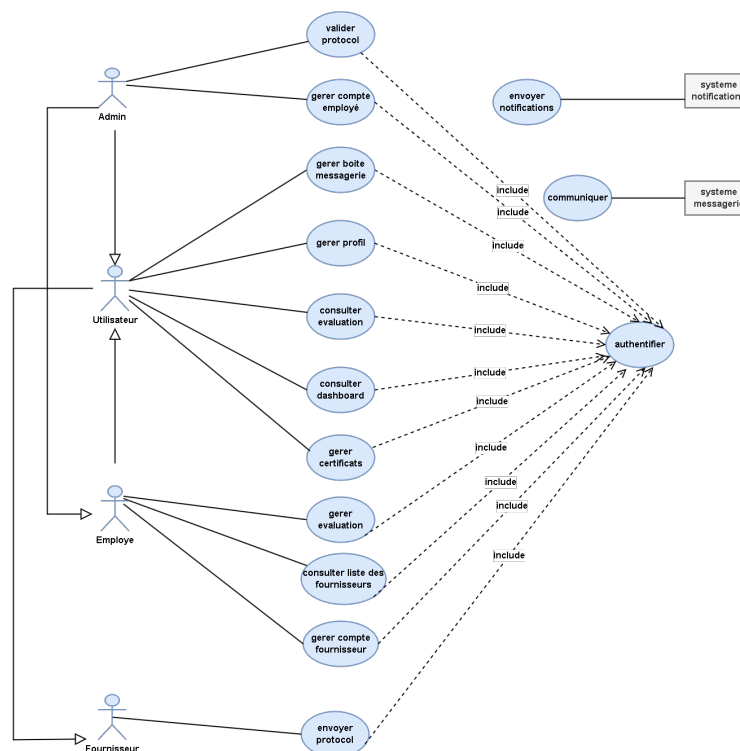 valider
protocol
Admin
gerer compte
employé
envoyer
notifications
systeme
notification
gerer boite
messagerie
include
communiquer
systeme
messagerie
include
include
gerer profil
include
Utilisateur
consulter
evaluation
include
authentifier
consulter
dashboard
include
include
gerer
certificats
include
include
gerer
evaluation
include
Employe
consulter liste des
fournisseurs
include
gerer compte
fournisseur
envoyer
protocol
Fournisseur